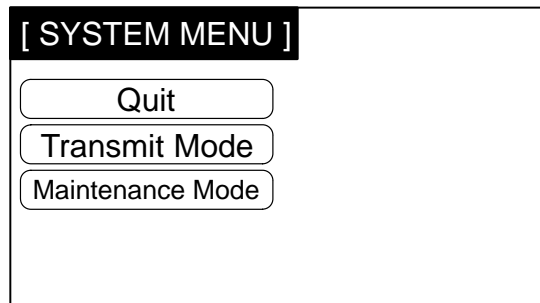 [ SYSTEM MENU ]
Quit
Transmit Mode
Maintenance Mode